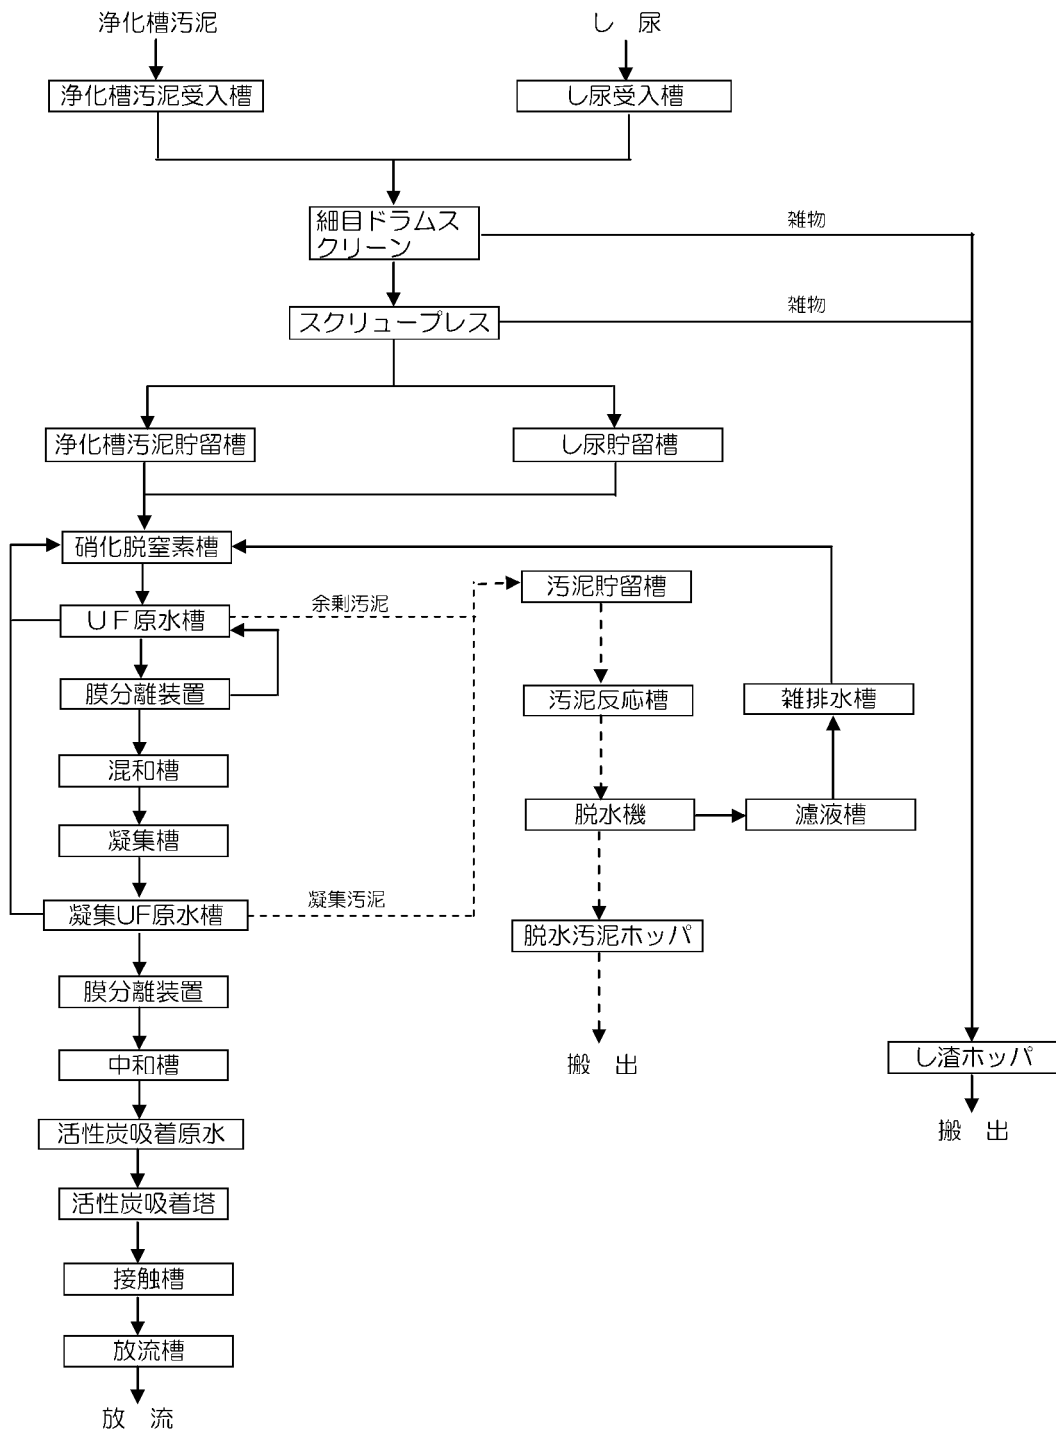 浄化槽汚泥
し 尿
浄化槽汚泥受入槽
し尿受入槽
細目ドラムス
クリーン
雑物
スクリュープレス
雑物
浄化槽汚泥貯留槽
し尿貯留槽
硝化脱窒素槽
汚泥貯留槽
余剰汚泥
UF原水槽
膜分離装置
汚泥反応槽
雑排水槽
混和槽
脱水機
濾液槽
凝集槽
凝集汚泥
凝集UF原水槽
脱水汚泥ホッパ
膜分離装置
搬 出
し渣ホッパ
中和槽
搬 出
活性炭吸着原水
活性炭吸着塔
接触槽
放流槽
放 流